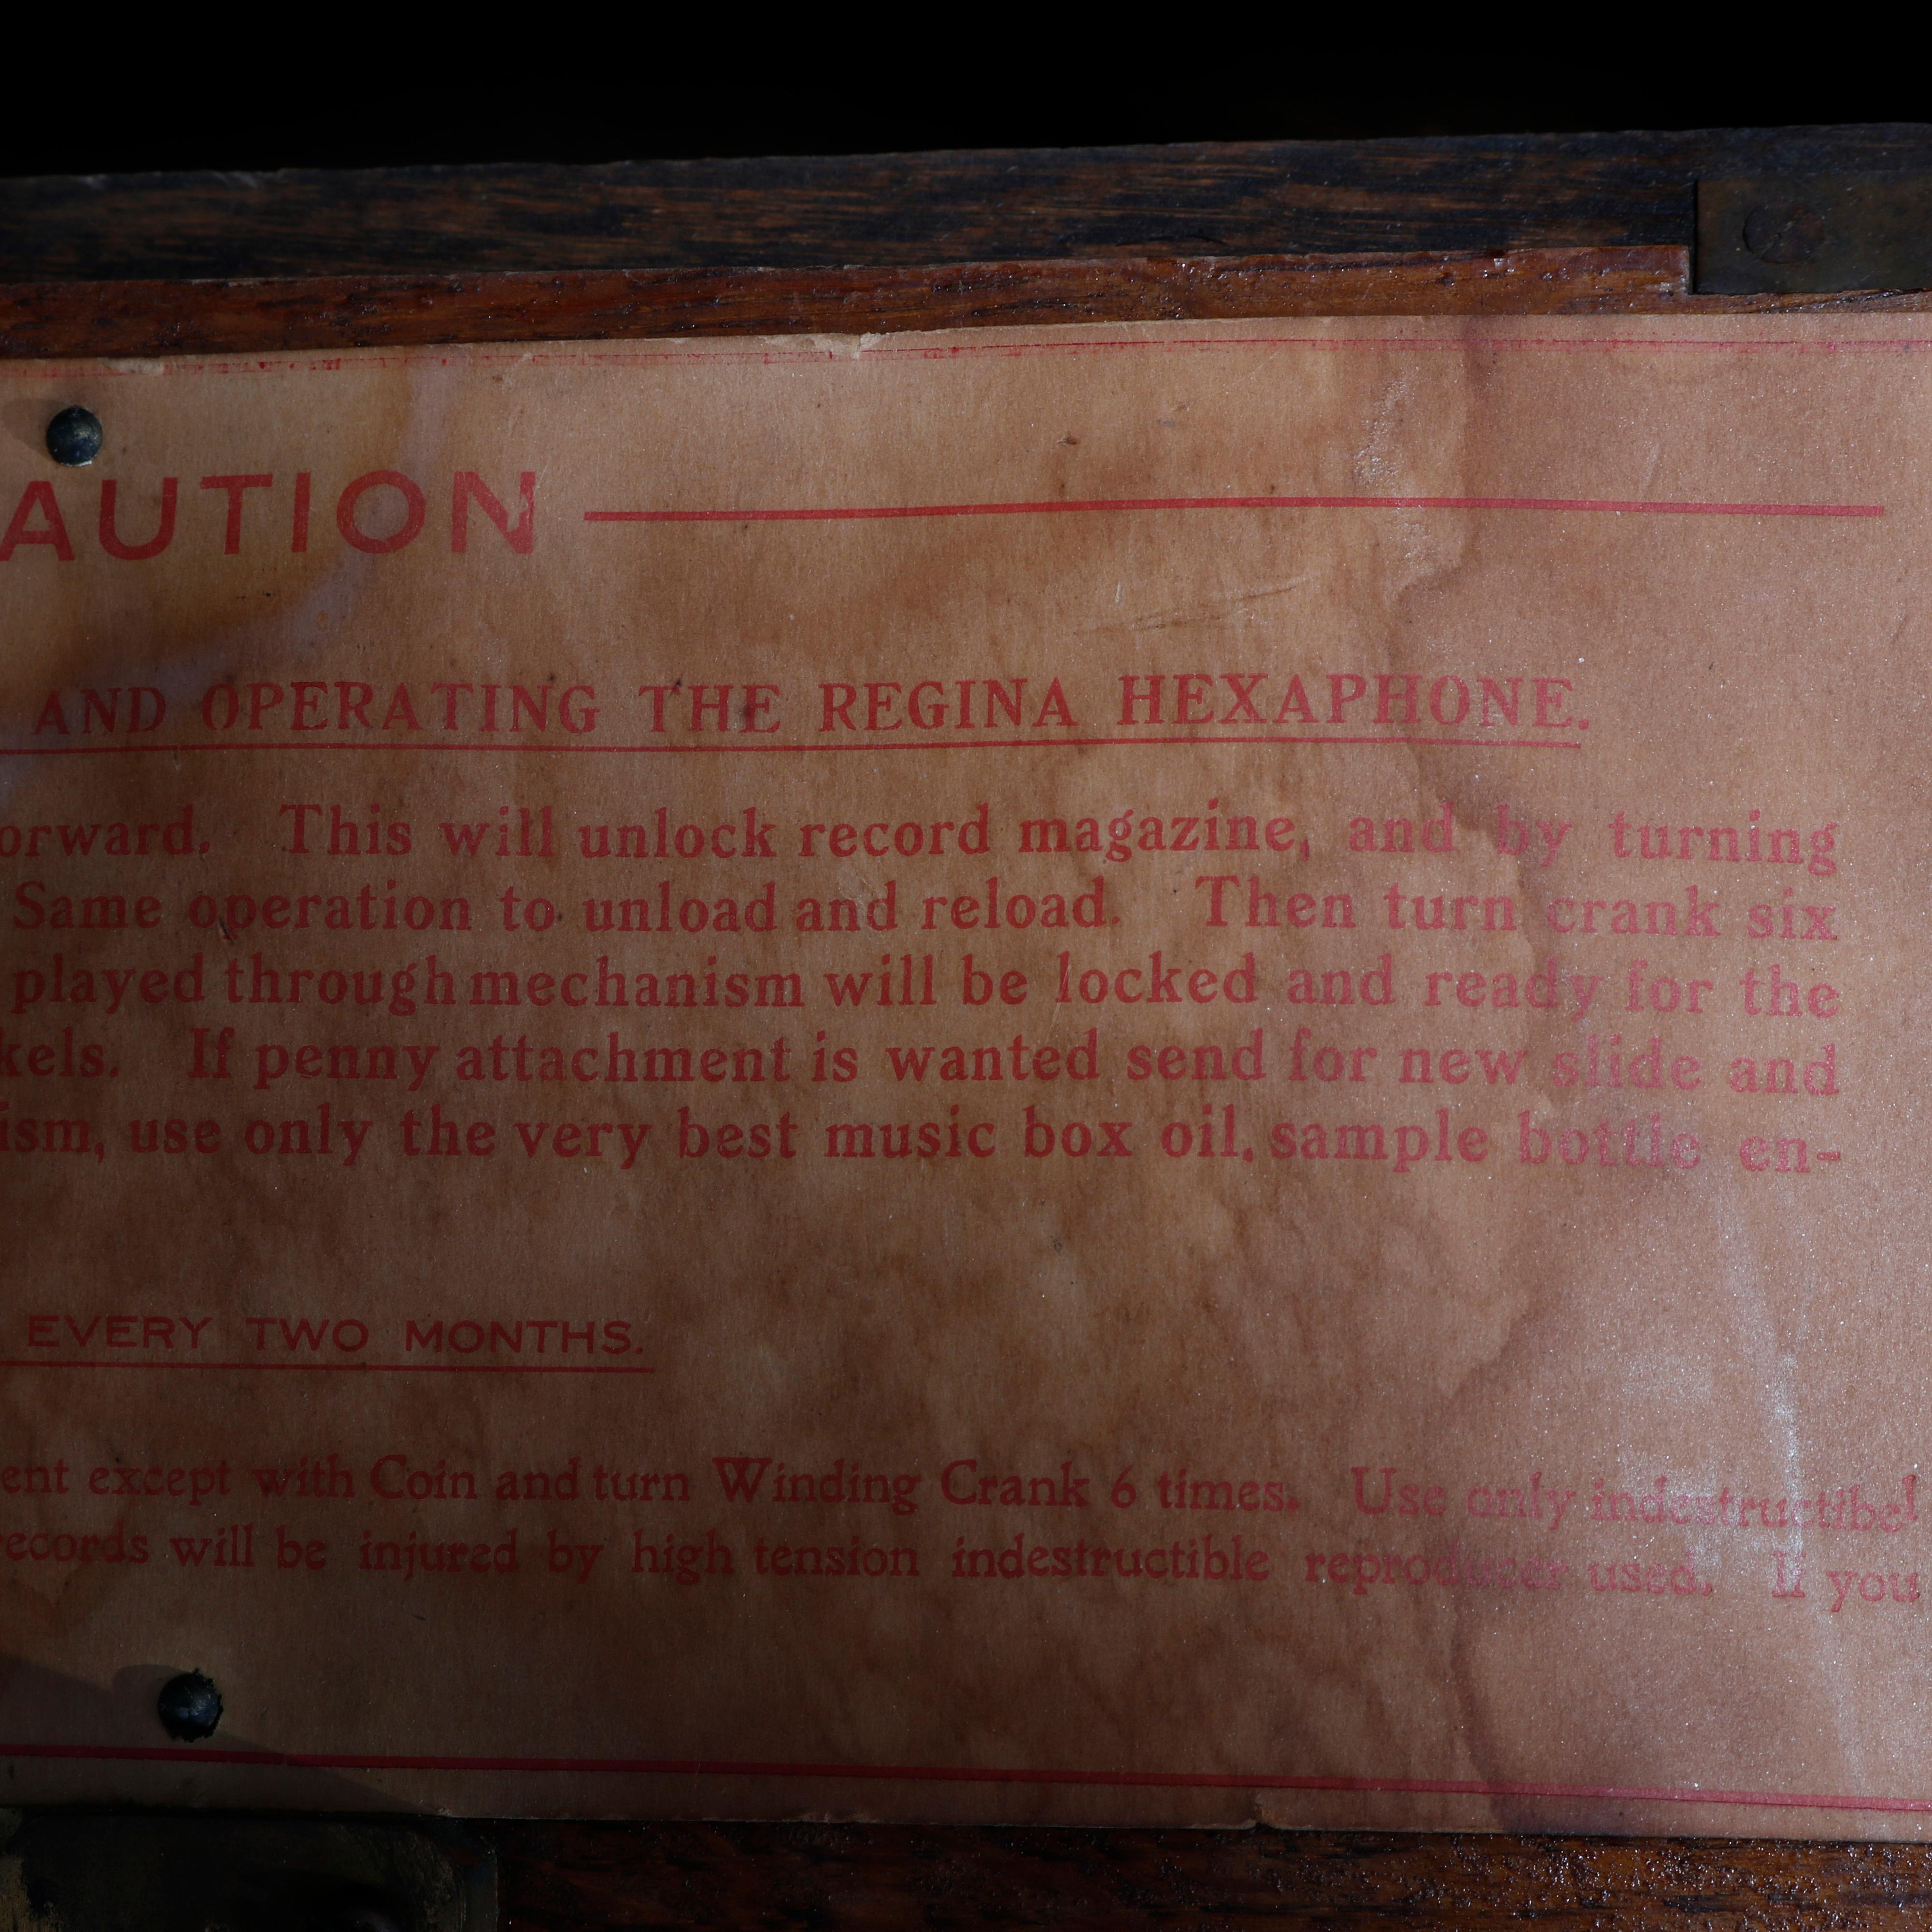 AUTION
AND OPERATING THE REGINA HEXAPHONE.
orward. This will unlock record magazine, and by turning
Same operation to unload and reload. Then turn crank six
played through mechanism will be locked and ready for the
kels. If penny attachment is wanted send for new slide and
ism, use only the very best music box oil, sample bottle en-
EVERY TWO MONTHS.
ent except with Coin and turn Winding Crank 6 times. Use only indestructibel
records will be injured by high tension indestructible reproducer used. If you